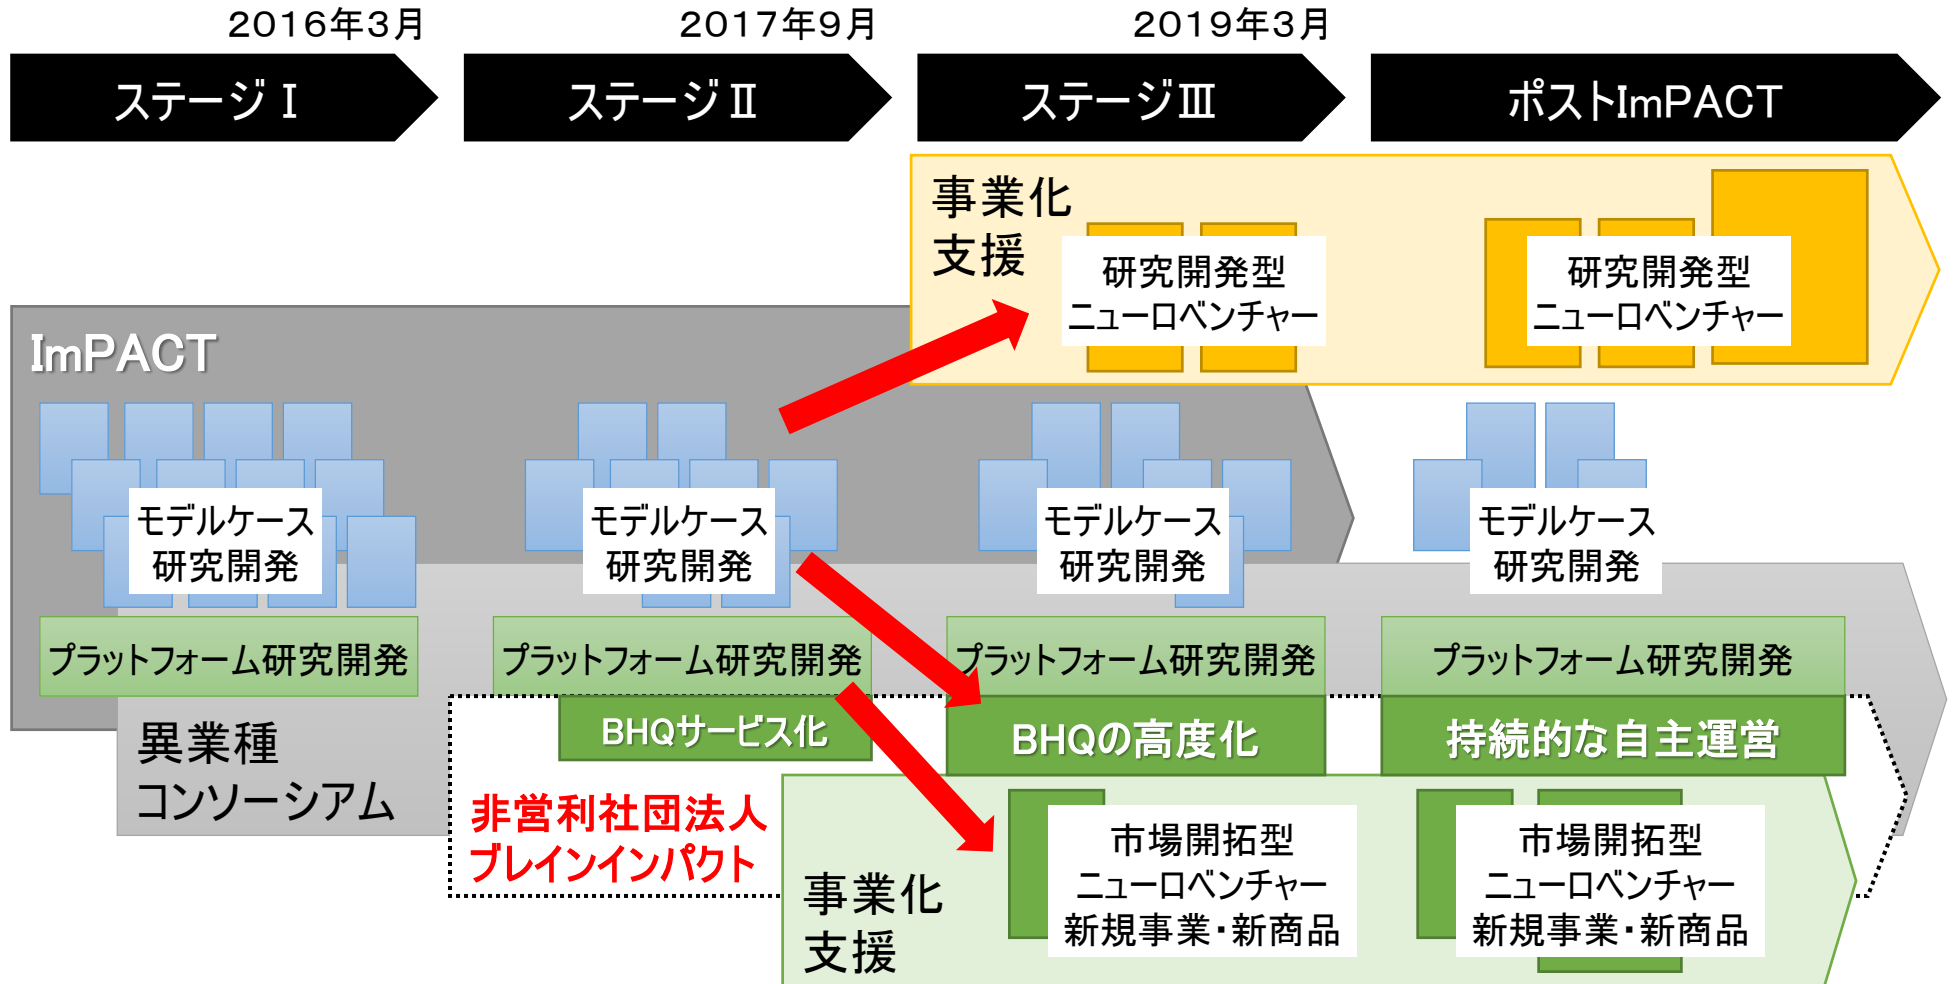 2016年3月
2017年9月
2019年3月
ステージⅠ
ステージⅡ
ステージⅢ
ポストImPACT
事業化
支援
研究開発型
ニューロベンチャー
研究開発型
ニューロベンチャー
ImPACT
モデルケース
研究開発
モデルケース
研究開発
モデルケース
研究開発
モデルケース
研究開発
プラットフォーム研究開発
プラットフォーム研究開発
プラットフォーム研究開発
プラットフォーム研究開発
異業種
コンソーシアム
BHQサービス化
BHQの高度化
持続的な自主運営
非営利社団法人
ブレインインパクト
事業化
支援
市場開拓型
ニューロベンチャー
新規事業・新商品
市場開拓型
ニューロベンチャー
新規事業・新商品